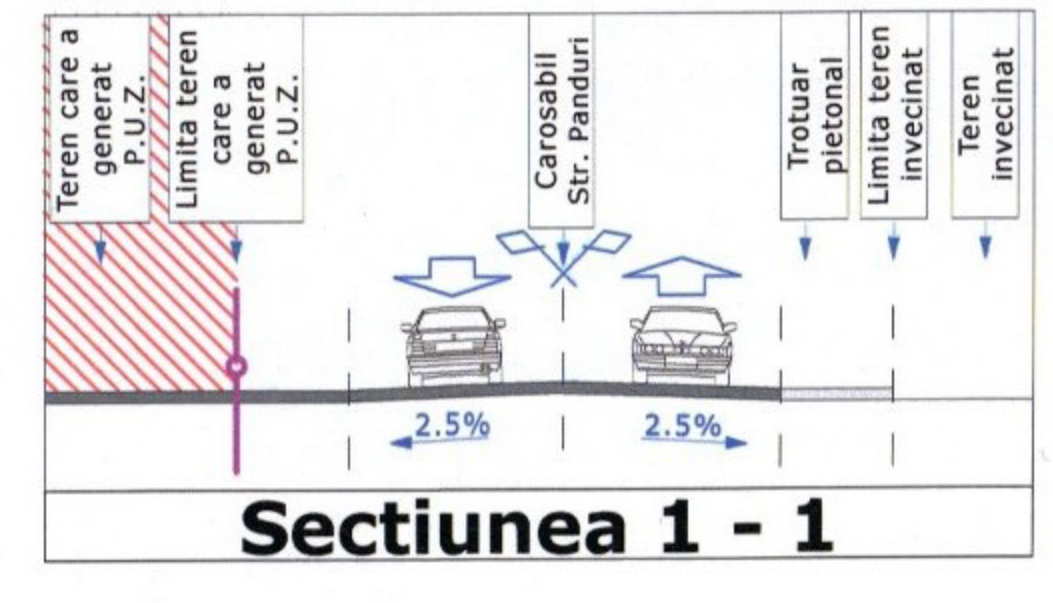 Teren care a
generat
P.U.Z.
Limita teren
care a
generat
P.U.Z.
Carosabil
Str. Panduri
Trotuar
pietonal
Limita teren
invecinat
Teren
invecinat
2.5%
2.5%
Sectiunea 1 - 1